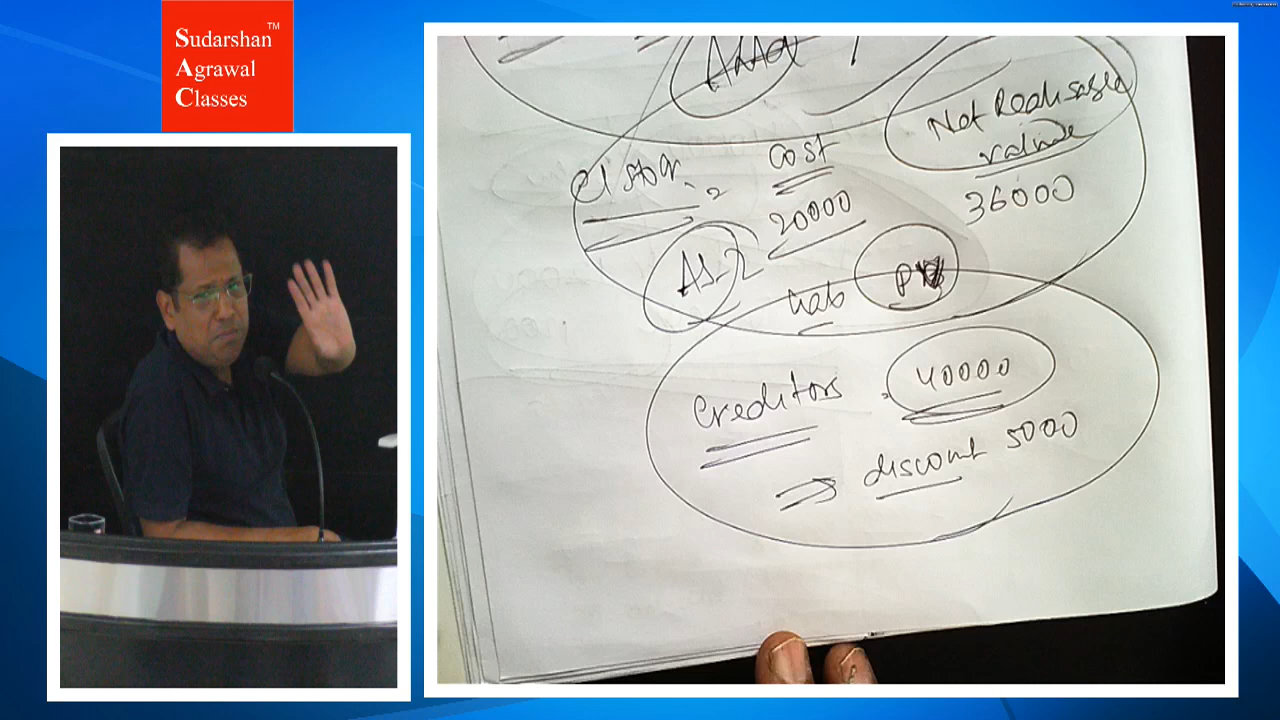 Sudarshan™
Agrawal
Classes
Net Realisable
value
Cl stock
cost
20000
36000
AS-2
Creditors 40000
⇒ discount 5000